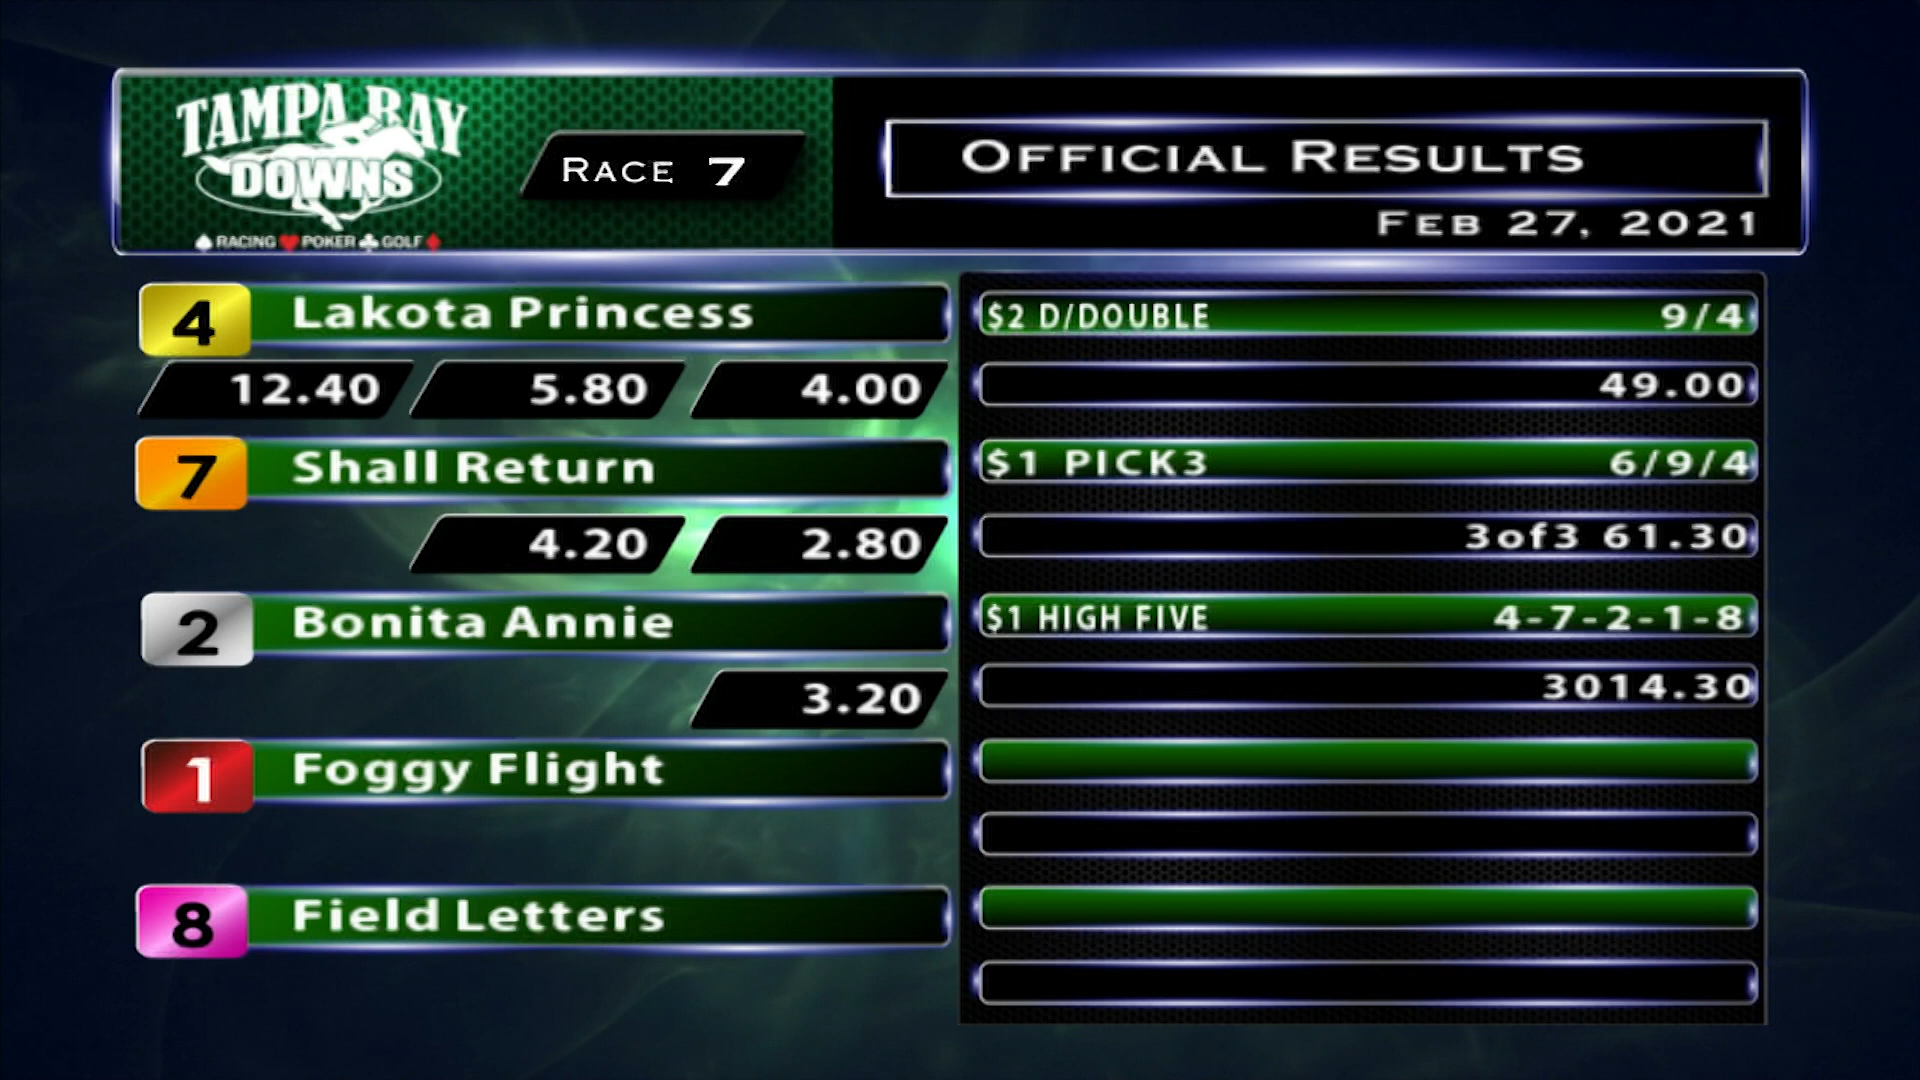 TAMPA BAY
DOWNS
RACING POKER GOLF
RACE 7
OFFICIAL RESULTS
FEB 27, 2021
4 Lakota Princess
12.40 5.80 4.00
7 Shall Return
4.20 2.80
2 Bonita Annie
3.20
1 Foggy Flight
8 Field Letters
$2 D/DOUBLE 9/4
49.00
$1 PICK3 6/9/4
3of3 61.30
$1 HIGH FIVE 4-7-2-1-8
3014.30